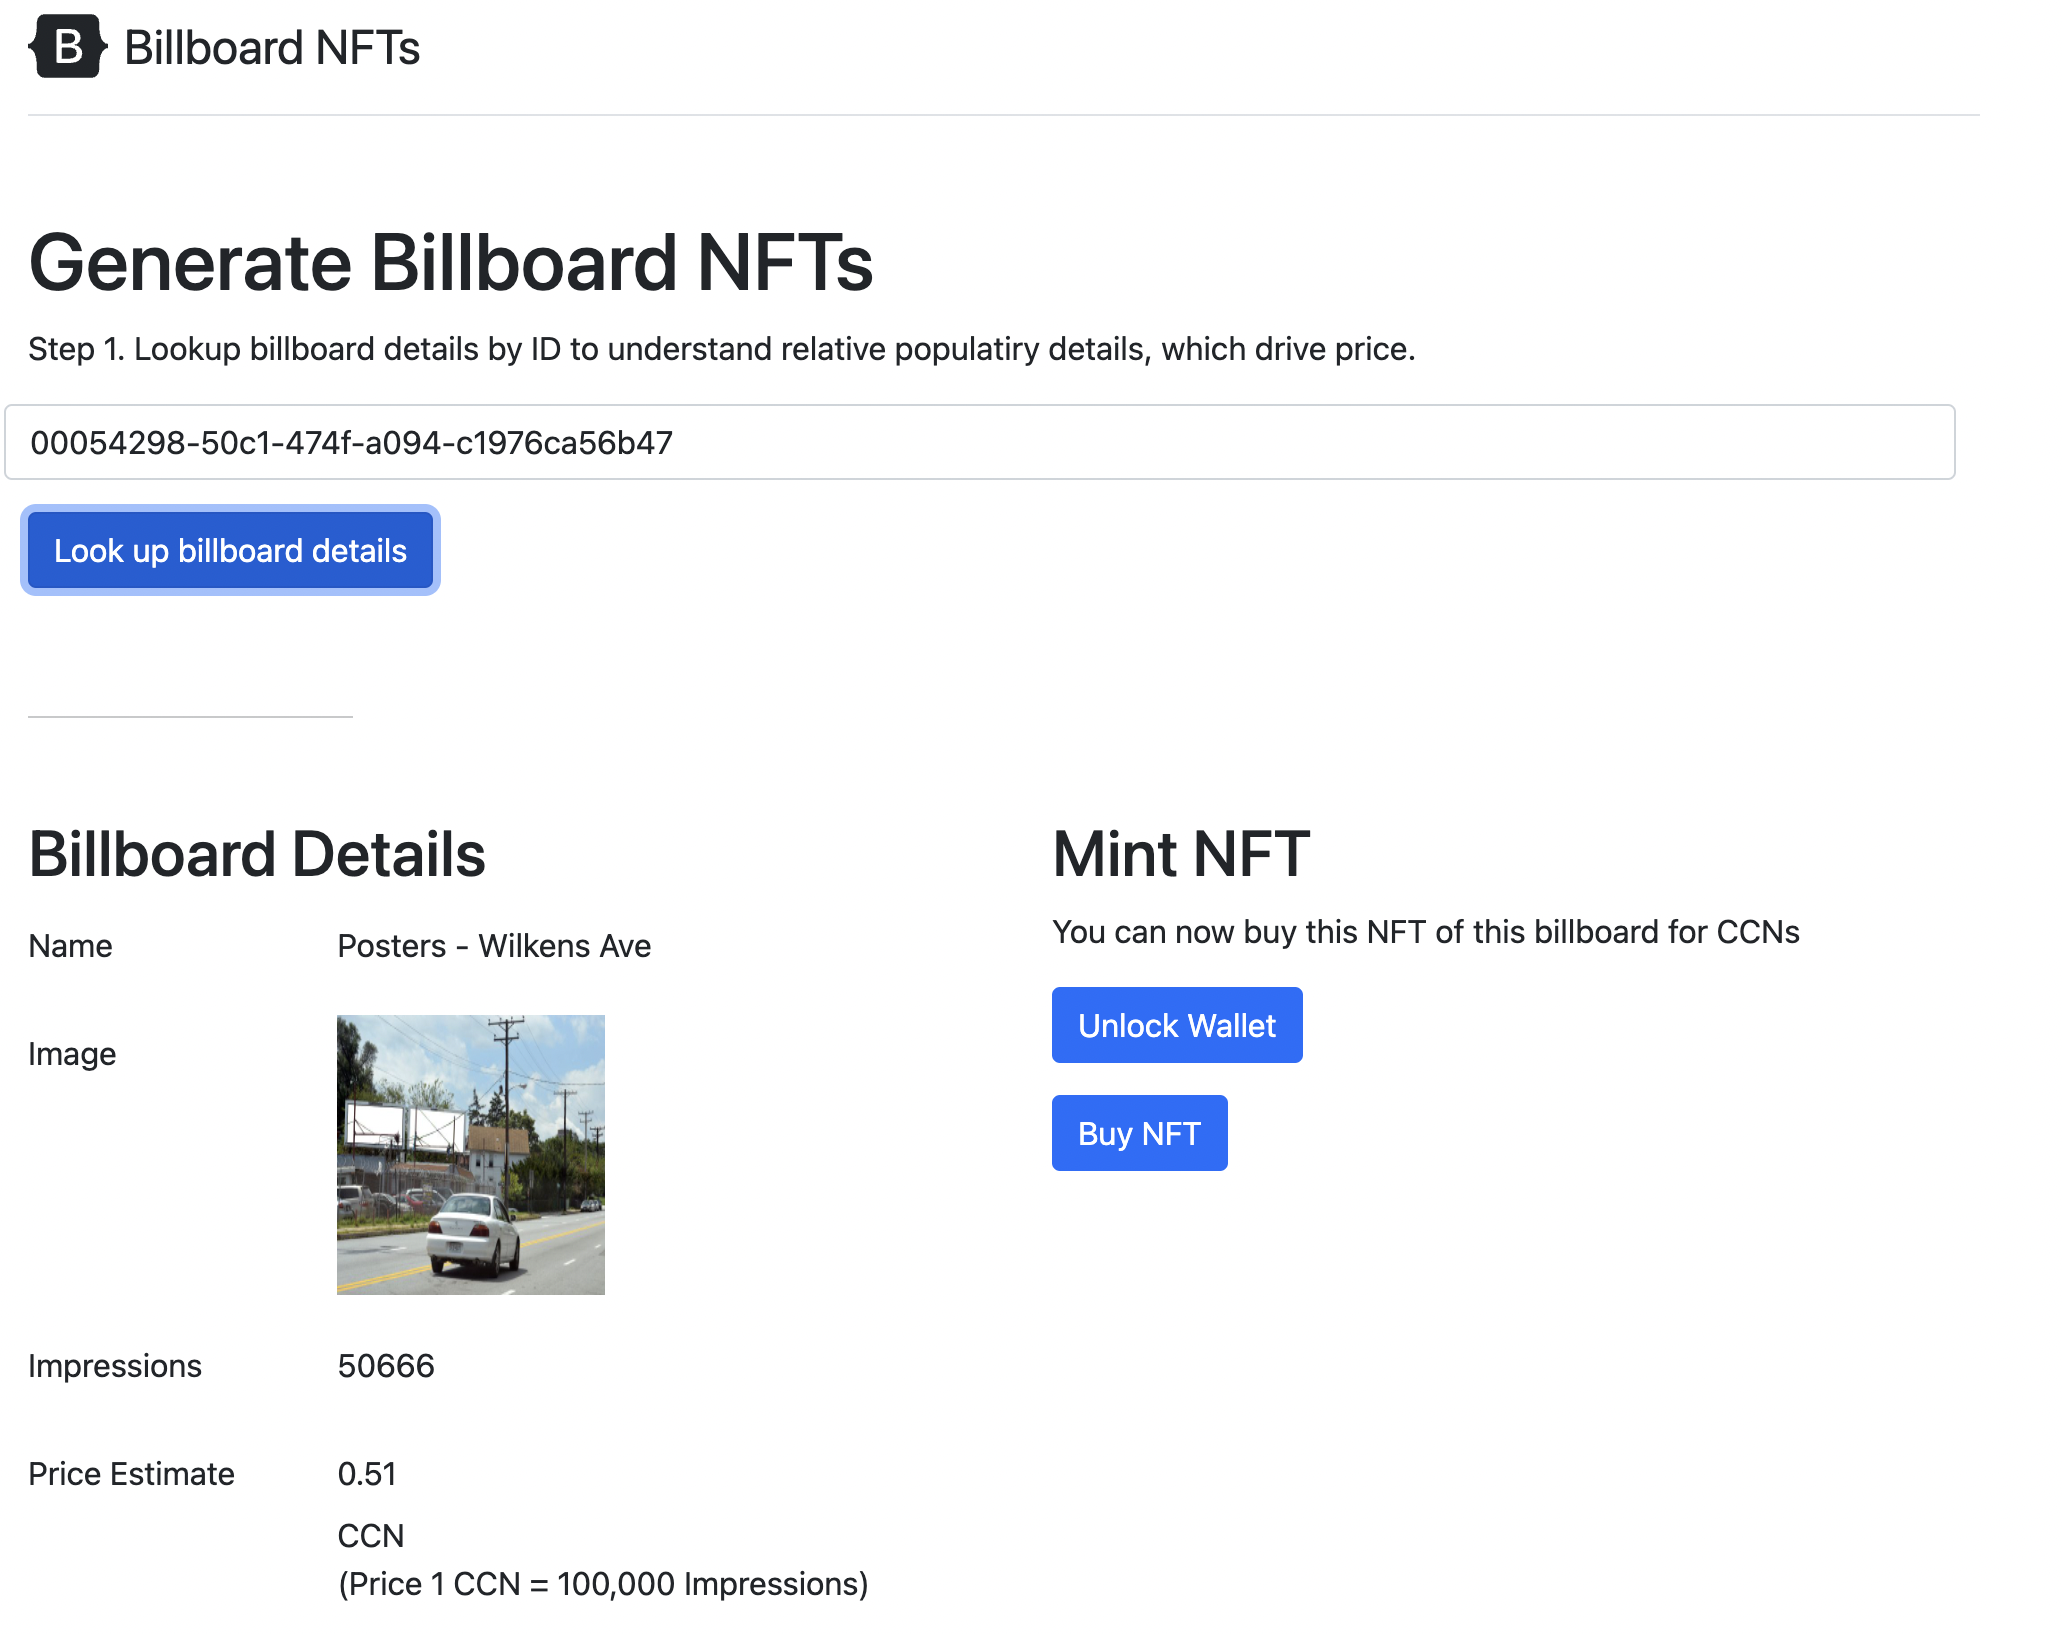 B Billboard NFTs
Generate Billboard NFTs
Step 1. Lookup billboard details by ID to understand relative populatiry details, which drive price.
00054298-50c1-474f-a094-c1976ca56b47
Look up billboard details
Billboard Details
Name Posters - Wilkens Ave
Image
Impressions 50666
Price Estimate 0.51
CCN
(Price 1 CCN = 100,000 Impressions)
Mint NFT
You can now buy this NFT of this billboard for CCNs
Unlock Wallet
Buy NFT